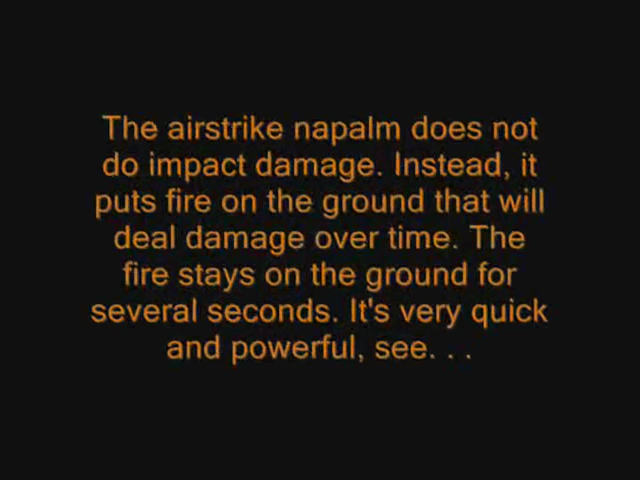 The airstrike napalm does not
do impact damage. Instead, it
puts fire on the ground that will
deal damage over time. The
fire stays on the ground for
several seconds. It's very quick
and powerful, see. . .